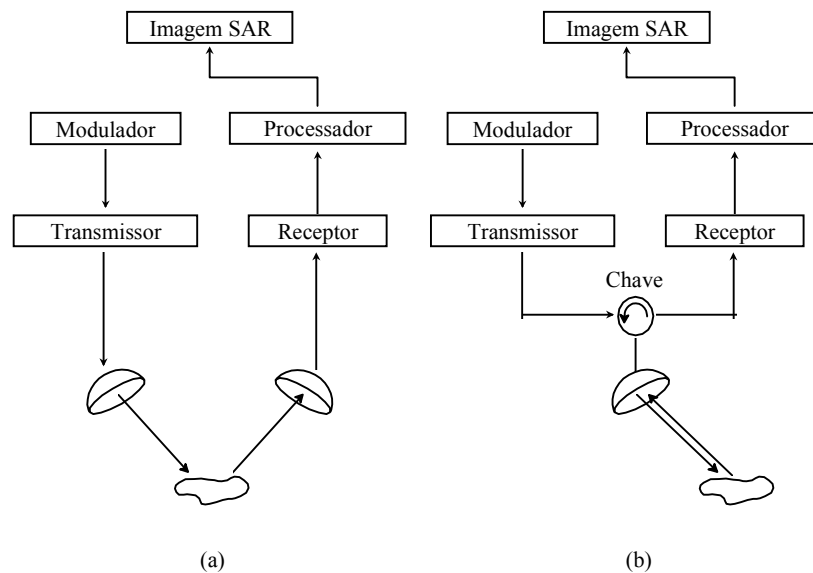 Imagem SAR
Modulador
Processador
Transmissor
Receptor
(a)
Imagem SAR
Modulador
Processador
Transmissor
Receptor
Chave
(b)